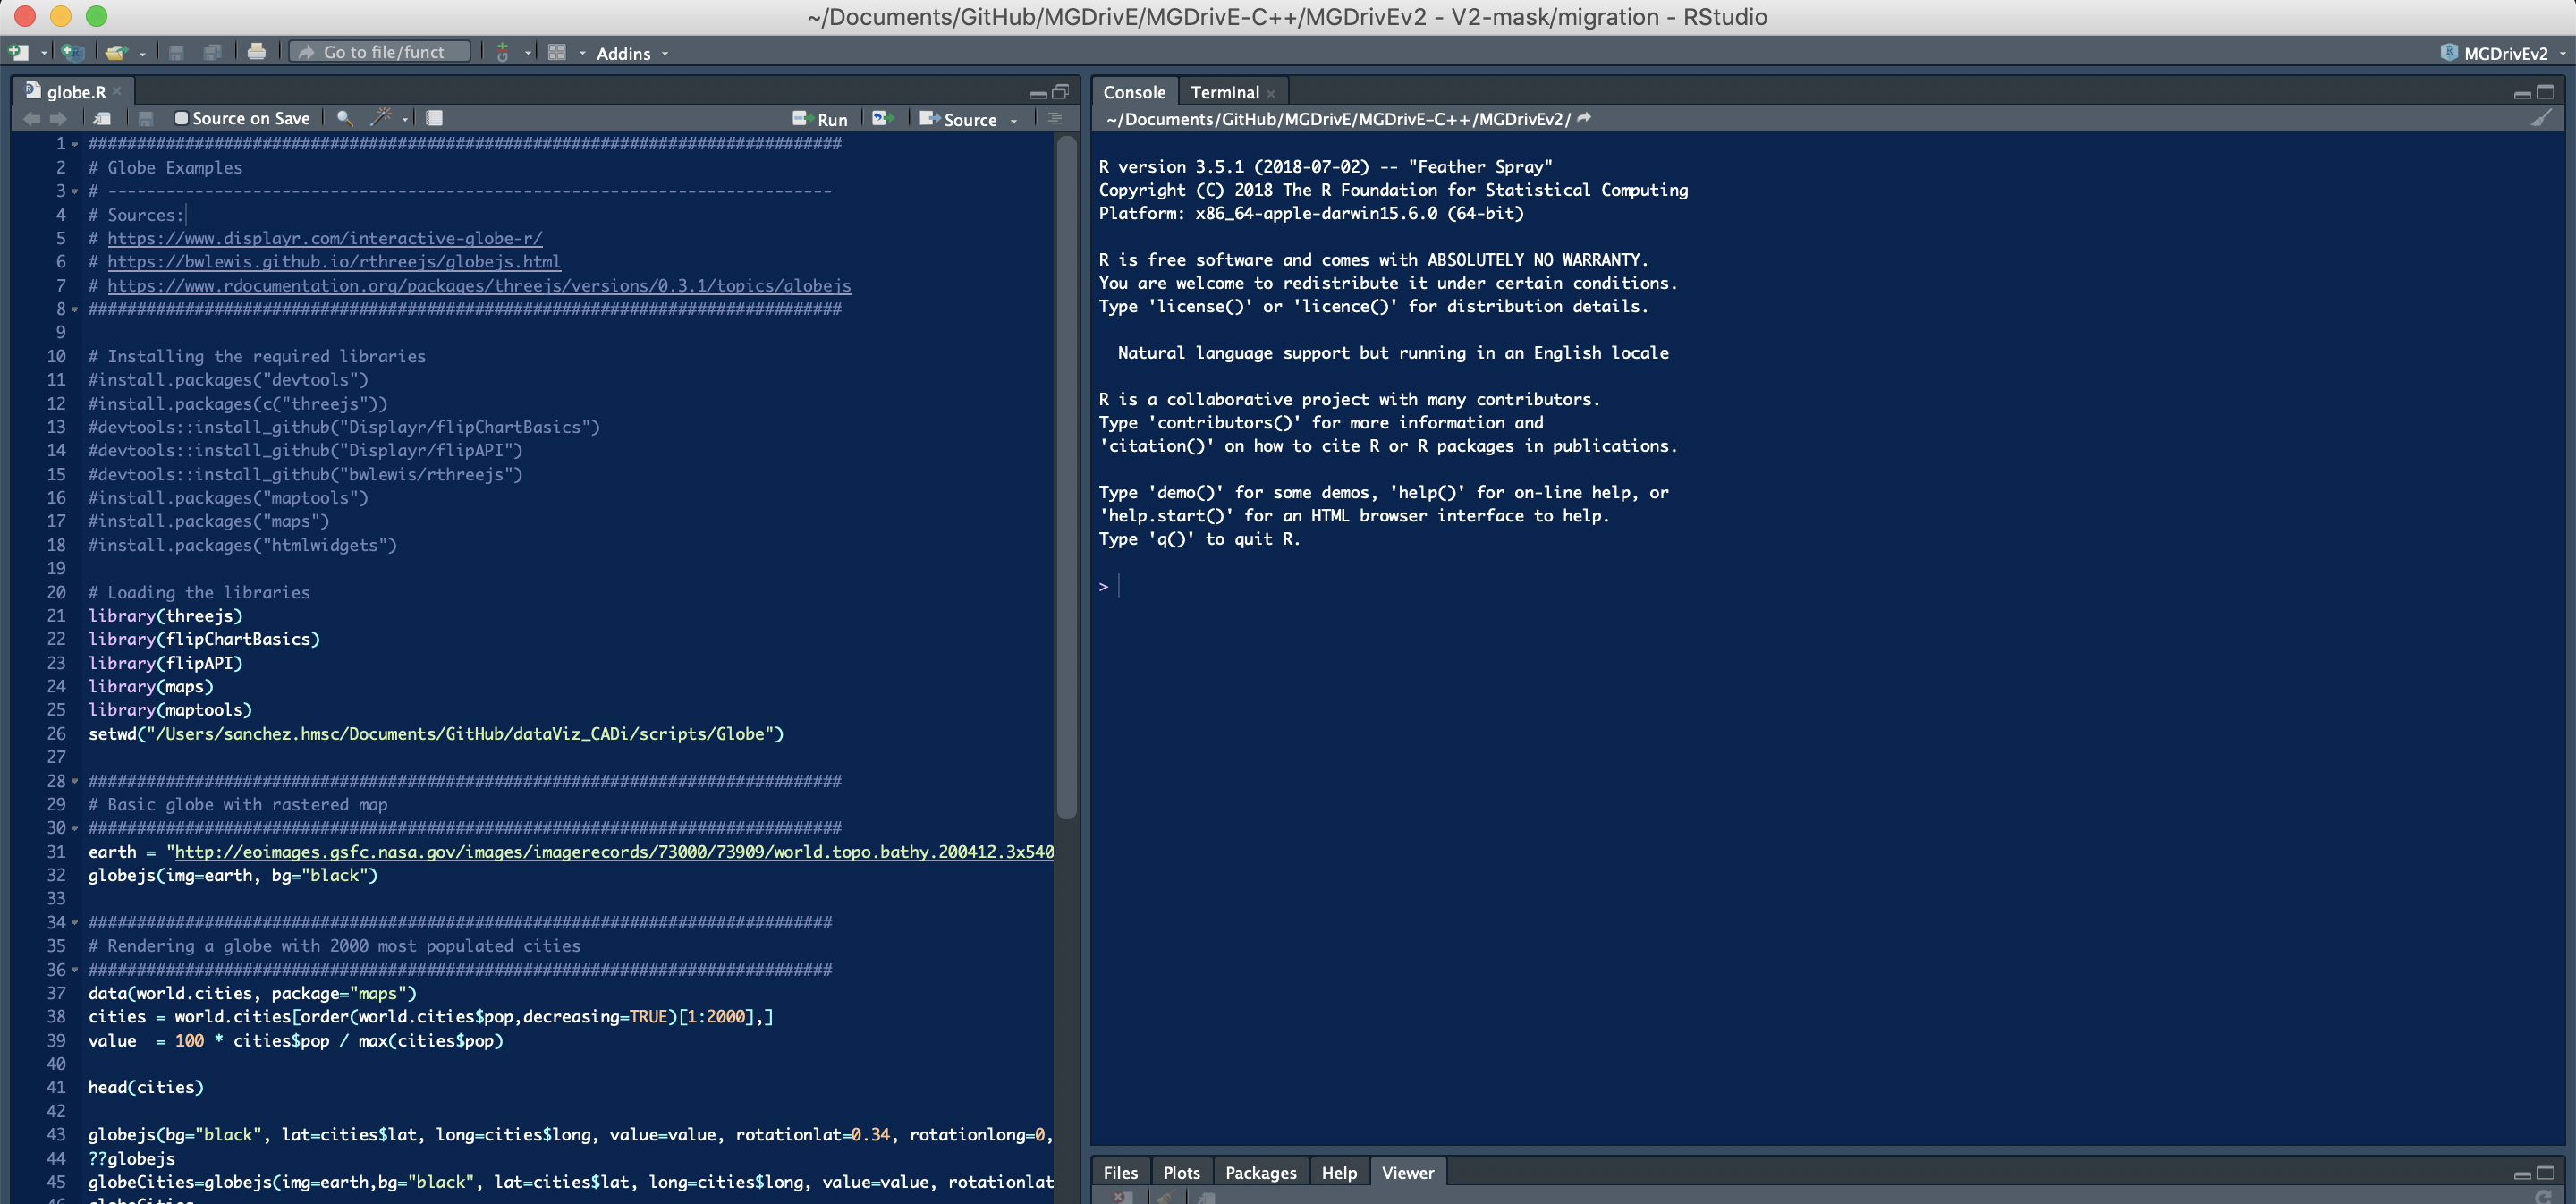 ~/Documents/GitHub/MGDrivE/MGDrivE-C++/MGDrivEv2 - V2-mask/migration - RStudio
Go to file/funct
Addins
MGDrivEv2
globe.R
Source on Save
Run
Source
1 ##############################################################################
2 # Globe Examples
3 # ---------------------------------------------------------------------------
4 # Sources:
5 # https://www.displayr.com/interactive-globe-r/
6 # https://bwlewis.github.io/rthreejs/globejs.html
7 # https://www.rdocumentation.org/packages/threejs/versions/0.3.1/topics/globejs
8 ##############################################################################
9
10 # Installing the required libraries
11 #install.packages("devtools")
12 #install.packages(c("threejs"))
13 #devtools::install_github("Displayr/flipChartBasics")
14 #devtools::install_github("Displayr/flipAPI")
15 #devtools::install_github("bwlewis/rthreejs")
16 #install.packages("maptools")
17 #install.packages("maps")
18 #install.packages("htmlwidgets")
19
20 # Loading the libraries
21 library(threejs)
22 library(flipChartBasics)
23 library(flipAPI)
24 library(maps)
25 library(maptools)
26 setwd("/Users/sanchez.hmsc/Documents/GitHub/dataViz_CADi/scripts/Globe")
27
28 ##############################################################################
29 # Basic globe with rastered map
30 ##############################################################################
31 earth = "http://eoimages.gsfc.nasa.gov/images/imagerecords/73000/73909/world.topo.bathy.200412.3x540
32 globejs(img=earth, bg="black")
33
34 #############################################################################
35 # Rendering a globe with 2000 most populated cities
36 #############################################################################
37 data(world.cities, package="maps")
38 cities = world.cities[order(world.cities$pop,decreasing=TRUE)[1:2000],]
39 value  = 100 * cities$pop / max(cities$pop)
40
41 head(cities)
42
43 globejs(bg="black", lat=cities$lat, long=cities$long, value=value, rotationlat=0.34, rotationlong=0,
44 ??globejs
45 globeCities=globejs(img=earth,bg="black", lat=cities$lat, long=cities$long, value=value, rotationlat
Console
Terminal
~/Documents/GitHub/MGDrivE/MGDrivE-C++/MGDrivEv2/
R version 3.5.1 (2018-07-02) -- "Feather Spray"
Copyright (C) 2018 The R Foundation for Statistical Computing
Platform: x86_64-apple-darwin15.6.0 (64-bit)
R is free software and comes with ABSOLUTELY NO WARRANTY.
You are welcome to redistribute it under certain conditions.
Type 'license()' or 'licence()' for distribution details.
Natural language support but running in an English locale
R is a collaborative project with many contributors.
Type 'contributors()' for more information and
'citation()' on how to cite R or R packages in publications.
Type 'demo()' for some demos, 'help()' for on-line help, or
'help.start()' for an HTML browser interface to help.
Type 'q()' to quit R.
>
Files
Plots
Packages
Help
Viewer